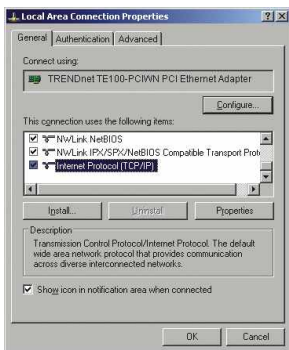 Local Area Connection Properties
General
Authentication
Advanced
Connect using:
TRENDnet TE100-PCIWN PCI Ethernet Adapter
Configure...
This connection uses the following items:
NWLink NetBIOS
NWLink IPX/SPX/NetBIOS Compatible Transport Prot
Internet Protocol (TCP/IP)
Install...
Uninstall
Properties
Description
Transmission Control Protocol/Internet Protocol. The default
wide area network protocol that provides communication
across diverse interconnected networks.
Show icon in notification area when connected
OK
Cancel